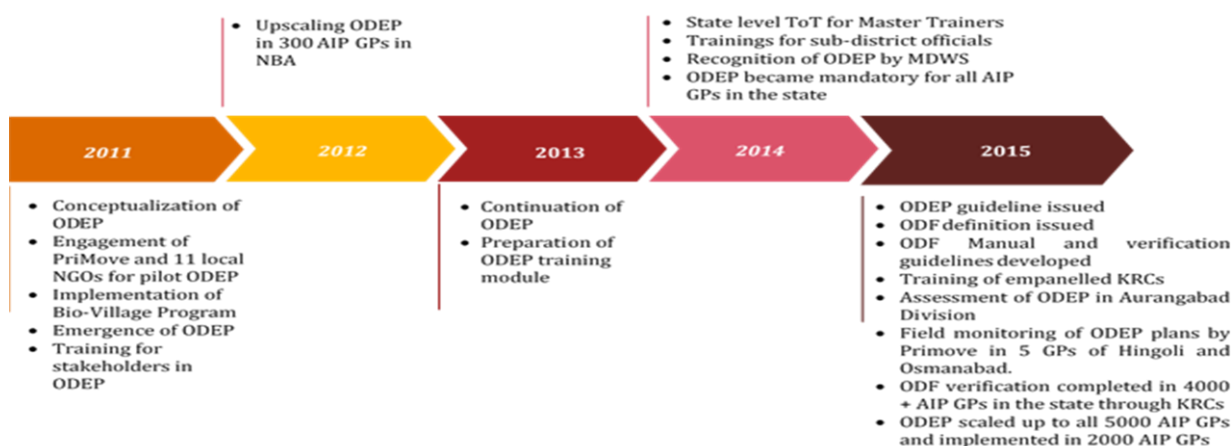 • Upscaling ODEP
in 300 AIP GPs in
NBA
• State level ToT for Master Trainers
• Trainings for sub-district officials
• Recognition of ODEP by MDWS
• ODEP became mandatory for all AIP
GPs in the state
2011
2012
2013
2014
2015
• Conceptualization of
ODEP
• Engagement of
PriMove and 11 local
NGOs for pilot ODEP
• Implementation of
Bio-Village Program
• Emergence of ODEP
• Training for
stakeholders in
ODEP
• Continuation of
ODEP
• Preparation of
ODEP training
module
• ODEP guideline issued
• ODF definition issued
• ODF Manual and verification
guidelines developed
• Training of empanelled KRCs
• Assessment of ODEP in Aurangabad
Division
• Field monitoring of ODEP plans by
Primove in 5 GPs of Hingoli and
Osmanabad.
• ODF verification completed in 4000
+ AIP GPs in the state through KRCs
• ODEP scaled up to all 5000 AIP GPs
and implemented in 2000 AIP GPs